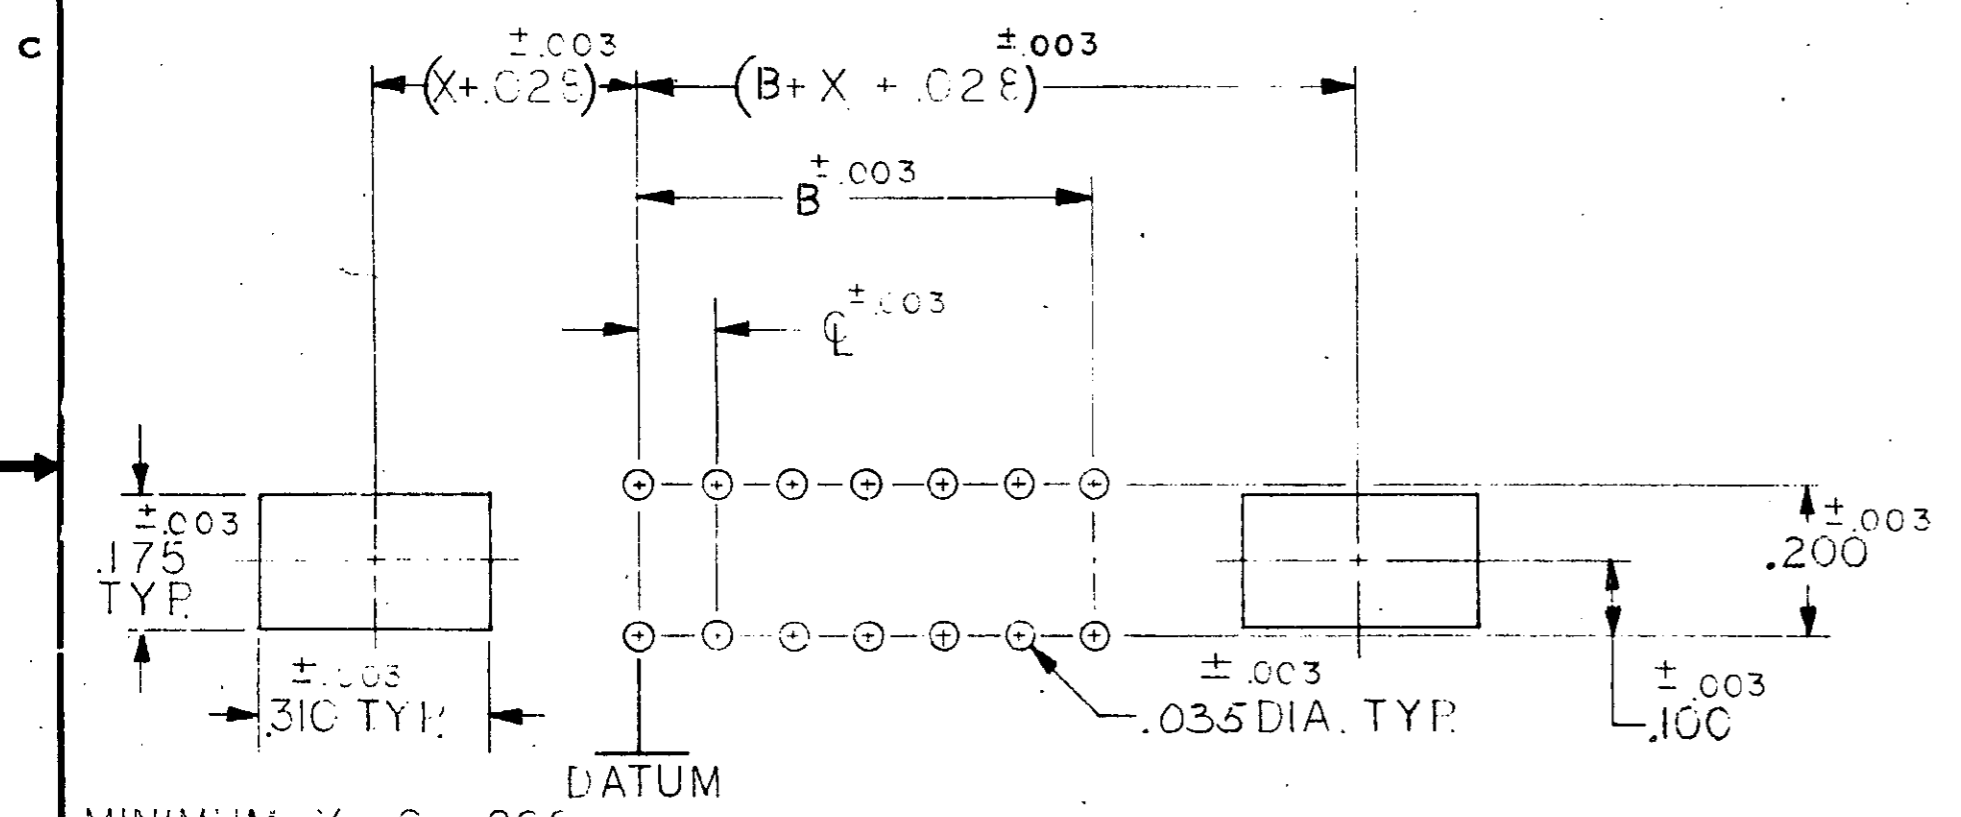 C
±.003
(X+.028)
±.003
(B+ X + .028)
±.003
B
±.003
℄
±.003
.175
TYP.
±.003
.200
±.003
.310 TYP.
±.003
.035 DIA. TYP.
±.003
.100
DATUM
MINIMUM X